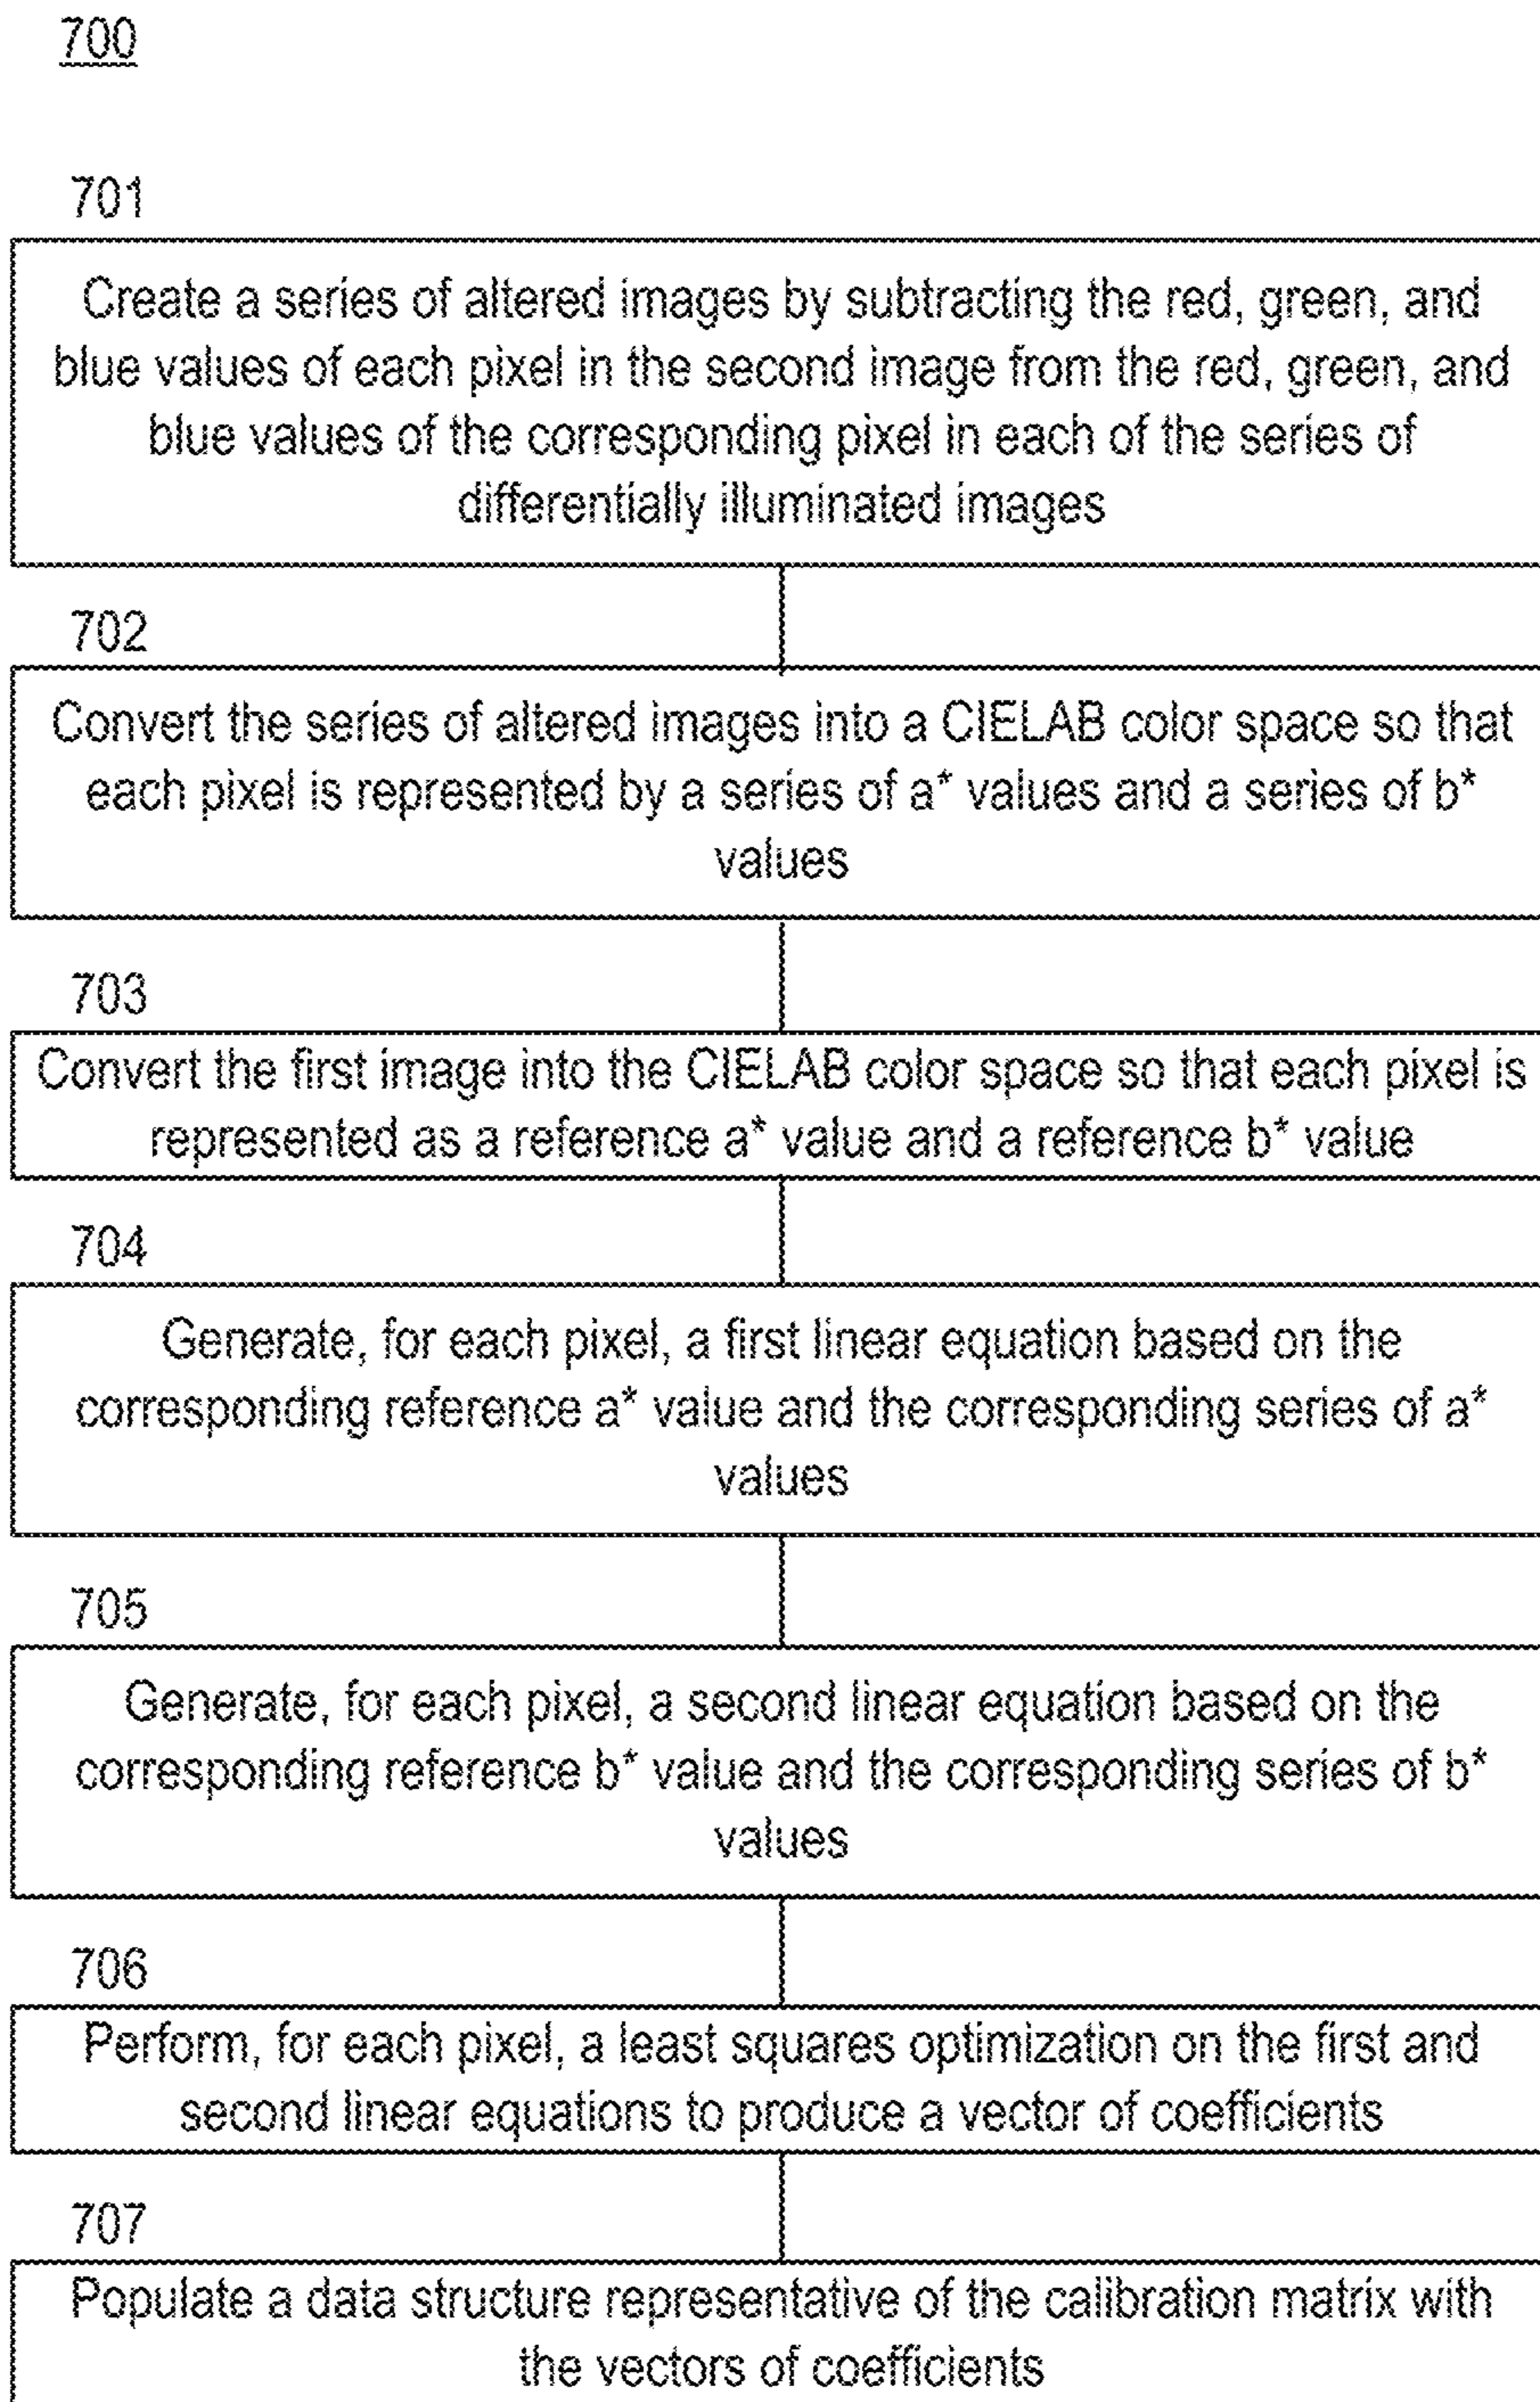 700
701
Create a series of altered images by subtracting the red, green, and
blue values of each pixel in the second image from the red, green, and
blue values of the corresponding pixel in each of the series of
differentially illuminated images
702
Convert the series of altered images into a CIELAB color space so that
each pixel is represented by a series of a* values and a series of b*
values
703
Convert the first image into the CIELAB color space so that each pixel is
represented as a reference a* value and a reference b* value
704
Generate, for each pixel, a first linear equation based on the
corresponding reference a* value and the corresponding series of a*
values
705
Generate, for each pixel, a second linear equation based on the
corresponding reference b* value and the corresponding series of b*
values
706
Perform, for each pixel, a least squares optimization on the first and
second linear equations to produce a vector of coefficients
707
Populate a data structure representative of the calibration matrix with
the vectors of coefficients